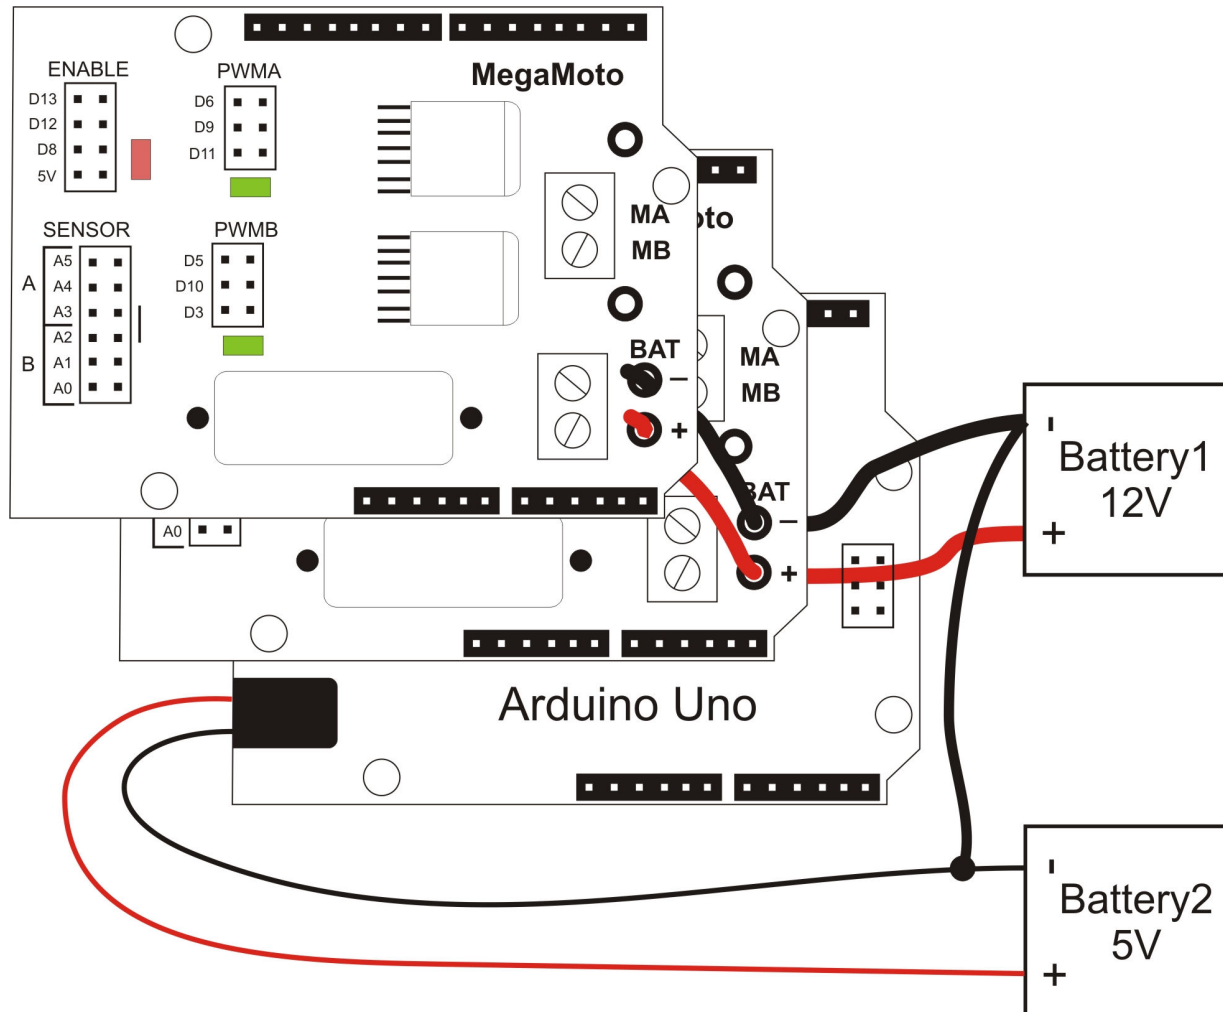 MegaMoto
ENABLE
D13
D12
D8
5V
PWMA
D6
D9
D11
SENSOR
A
A5
A4
A3
B
A2
A1
A0
PWMB
D5
D10
D3
MA
MB
BAT
-
+
oto
MA
MB
BAT
-
+
A0
Arduino Uno
-
Battery1
12V
+
-
Battery2
5V
+